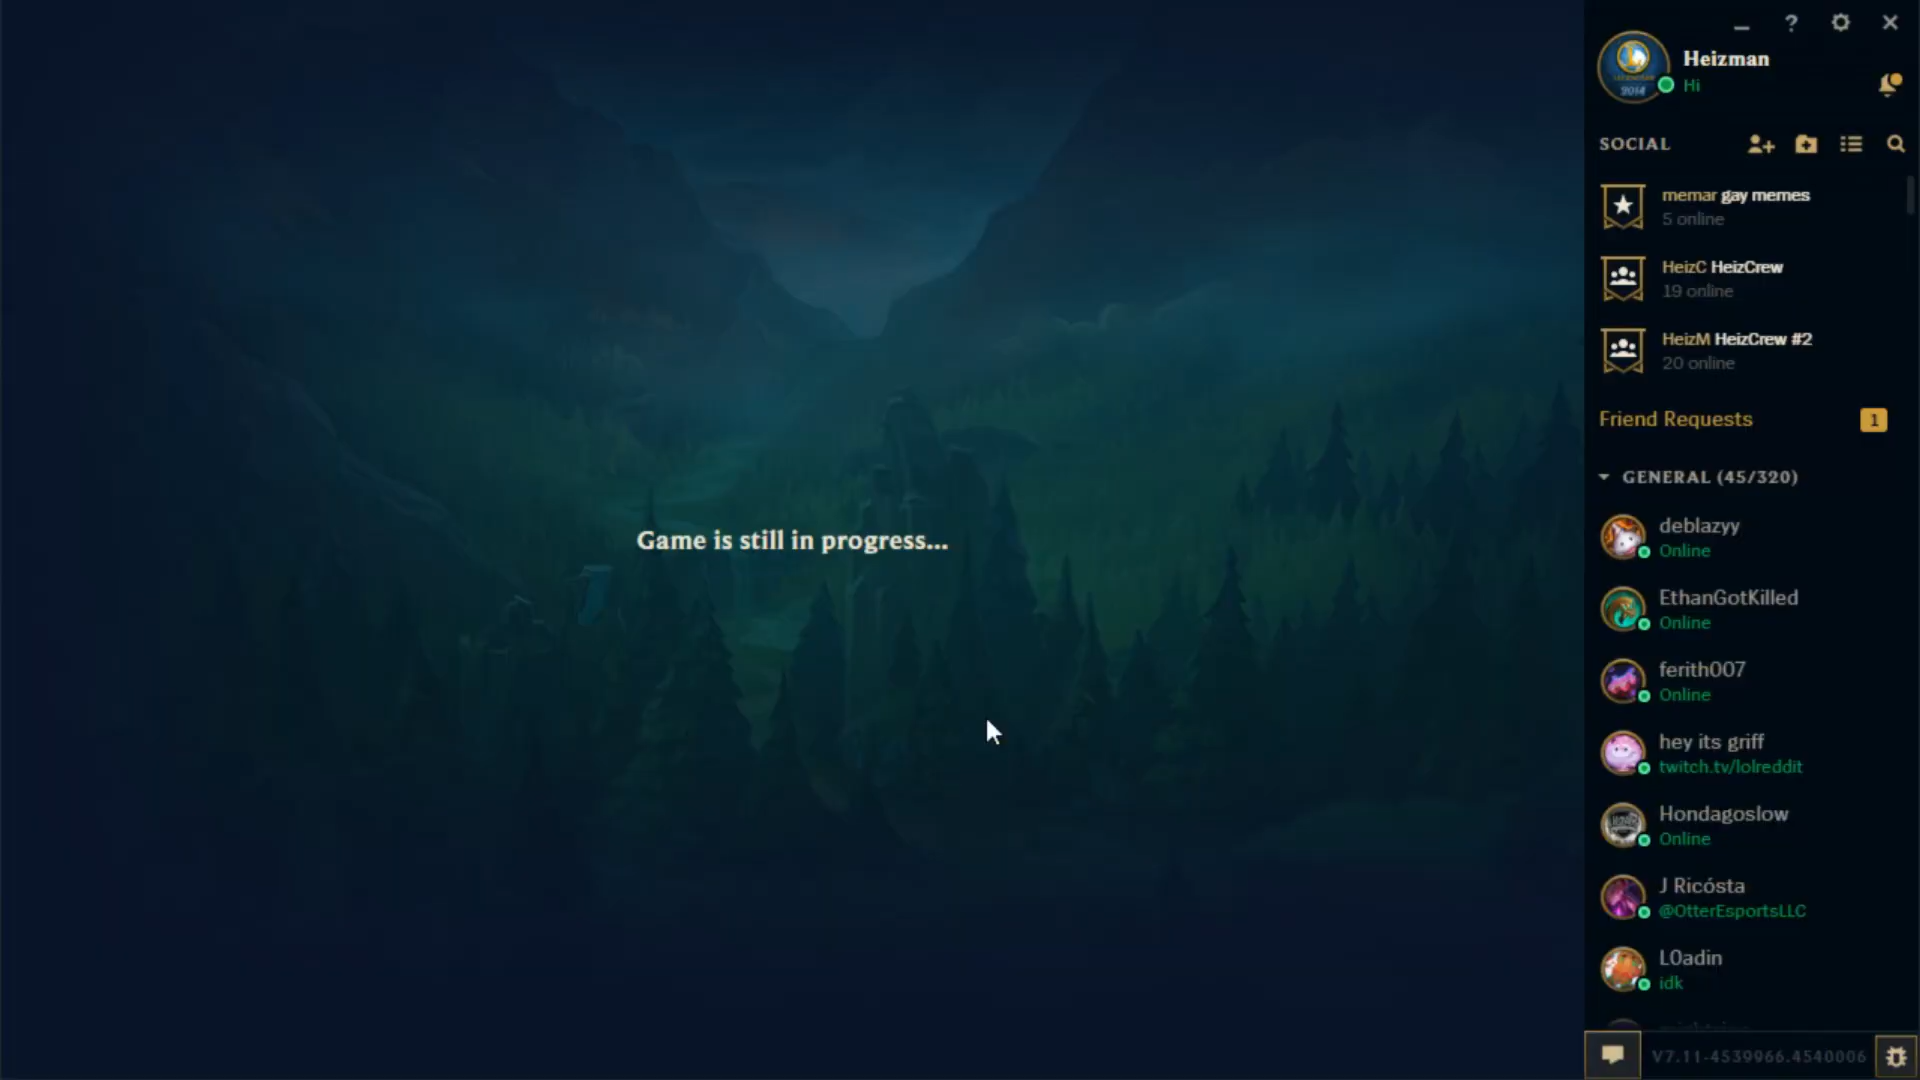 Heizman
Hi
2014
SOCIAL
memar gay memes
5 online
HeizC HeizCrew
19 online
HeizM HeizCrew #2
20 online
Friend Requests
1
GENERAL (45/320)
Game is still in progress...
deblazyy
Online
EthanGotKilled
Online
ferith007
Online
hey its griff
twitch.tv/lolreddit
Hondagoslow
Online
J Ricósta
@OtterEsportsLLC
L0adin
idk
V7.11-4539966.4540006